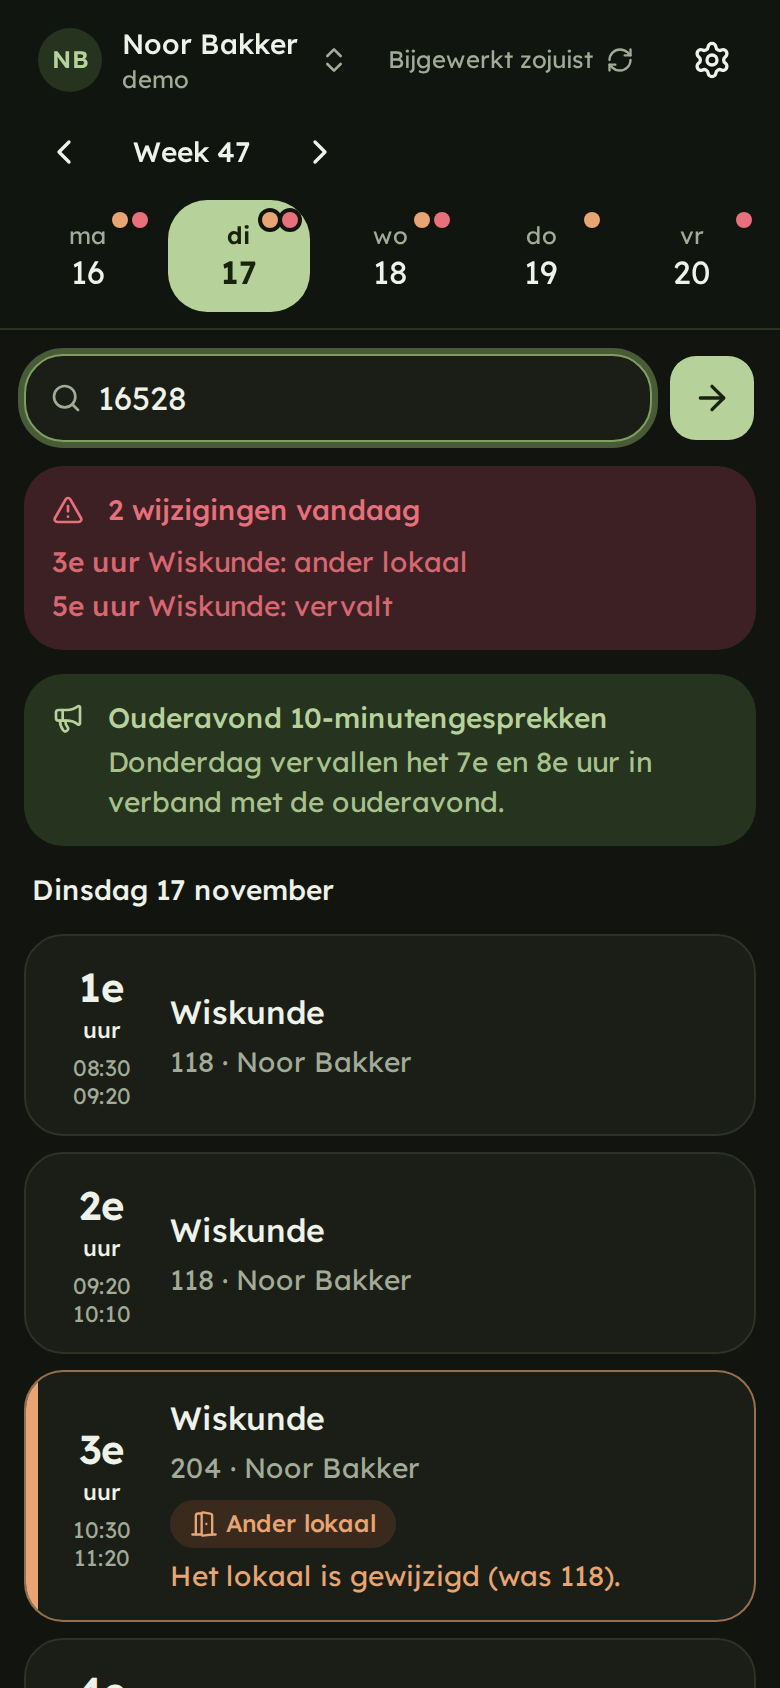 NB
Noor Bakker
demo
Bijgewerkt zojuist
Week 47
ma
16
di
17
wo
18
do
19
vr
20
16528
2 wijzigingen vandaag
3e uur Wiskunde: ander lokaal
5e uur Wiskunde: vervalt
Ouderavond 10-minutengesprekken
Donderdag vervallen het 7e en 8e uur in
verband met de ouderavond.
Dinsdag 17 november
1e
uur
08:30
09:20
Wiskunde
118 · Noor Bakker
2e
uur
09:20
10:10
Wiskunde
118 · Noor Bakker
3e
uur
10:30
11:20
Wiskunde
204 · Noor Bakker
Ander lokaal
Het lokaal is gewijzigd (was 118).